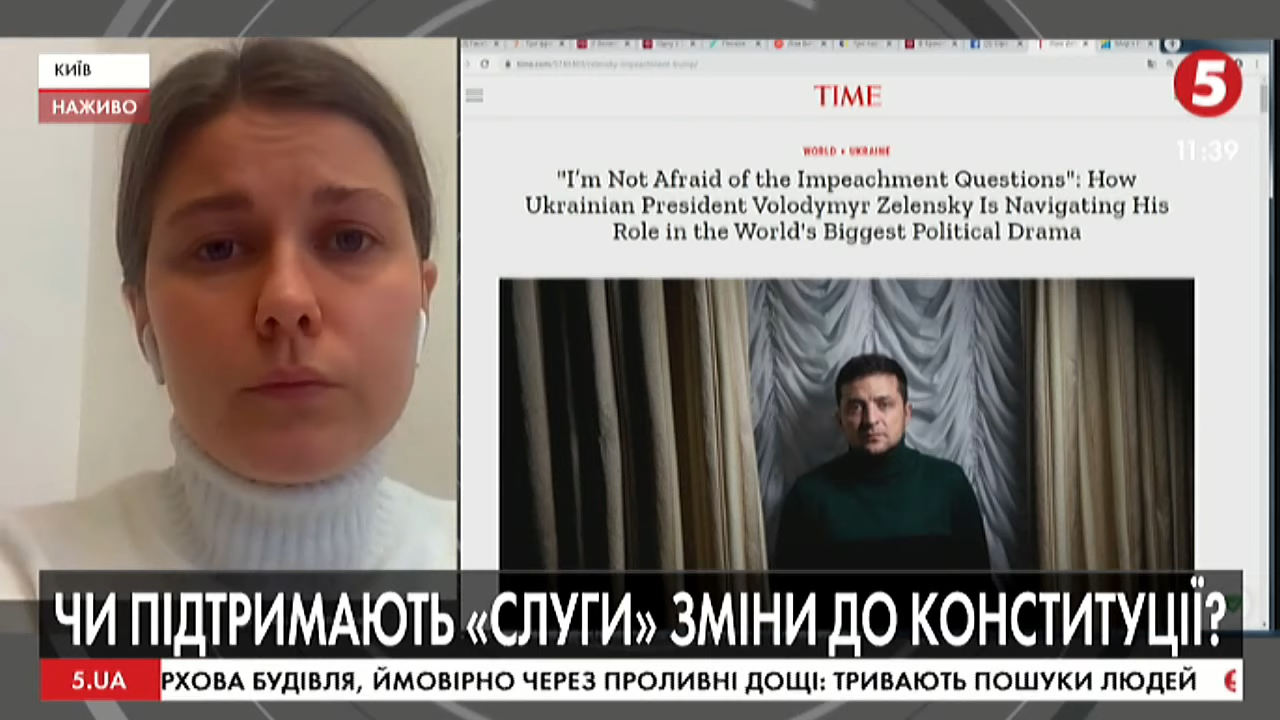 КИЇВ
НАЖИВО
TIME
5
11:39
WORLD • UKRAINE
"I'm Not Afraid of the Impeachment Questions": How
Ukrainian President Volodymyr Zelensky Is Navigating His
Role in the World's Biggest Political Drama
ЧИ ПІДТРИМАЮТЬ «СЛУГИ» ЗМІНИ ДО КОНСТИТУЦІЇ?
5.UA
РХОВА БУДІВЛЯ, ЙМОВІРНО ЧЕРЕЗ ПРОЛИВНІ ДОЩІ: ТРИВАЮТЬ ПОШУКИ ЛЮДЕЙ